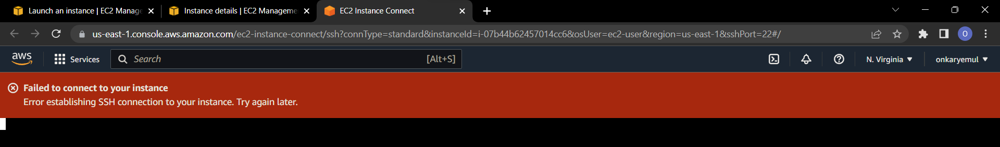 Launch an instance | EC2 Manage
Instance details | EC2 Manageme
EC2 Instance Connect
us-east-1.console.aws.amazon.com/ec2-instance-connect/ssh?connType=standard&instanceId=i-07b44b62457014cc6&osUser=ec2-user&region=us-east-1&sshPort=22#/
O
aws
Services
Search
[Alt+S]
N. Virginia
onkaryemul
Failed to connect to your instance
Error establishing SSH connection to your instance. Try again later.